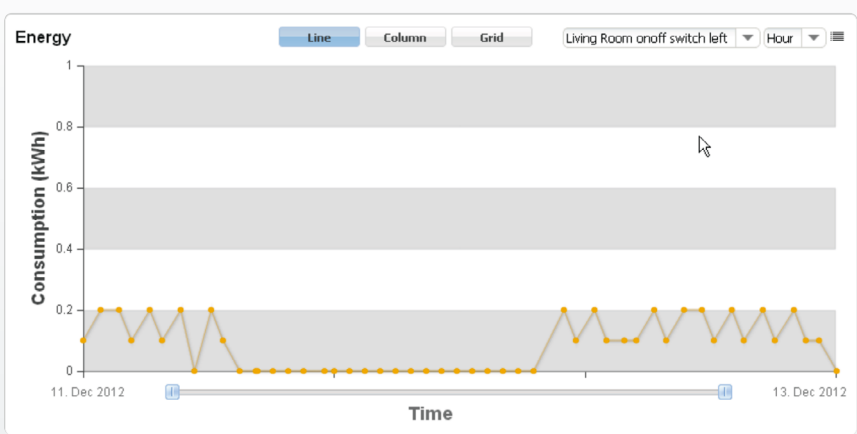 Energy
Line
Column
Grid
Living Room onoff switch left
Hour
1
0.8
0.6
0.4
0.2
0
Consumption (kWh)
11. Dec 2012
13. Dec 2012
Time